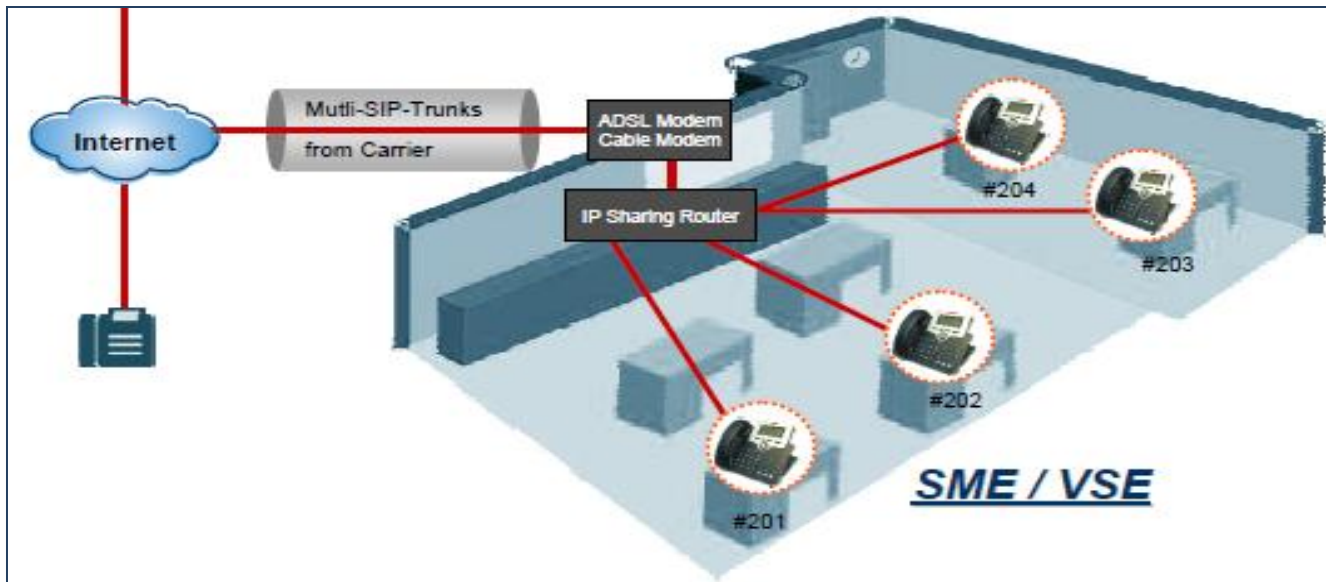 Internet
Mutli-SIP-Trunks
from Carrier
ADSL Modem
Cable Modem
IP Sharing Router
#204
#203
#202
#201
SME / VSE